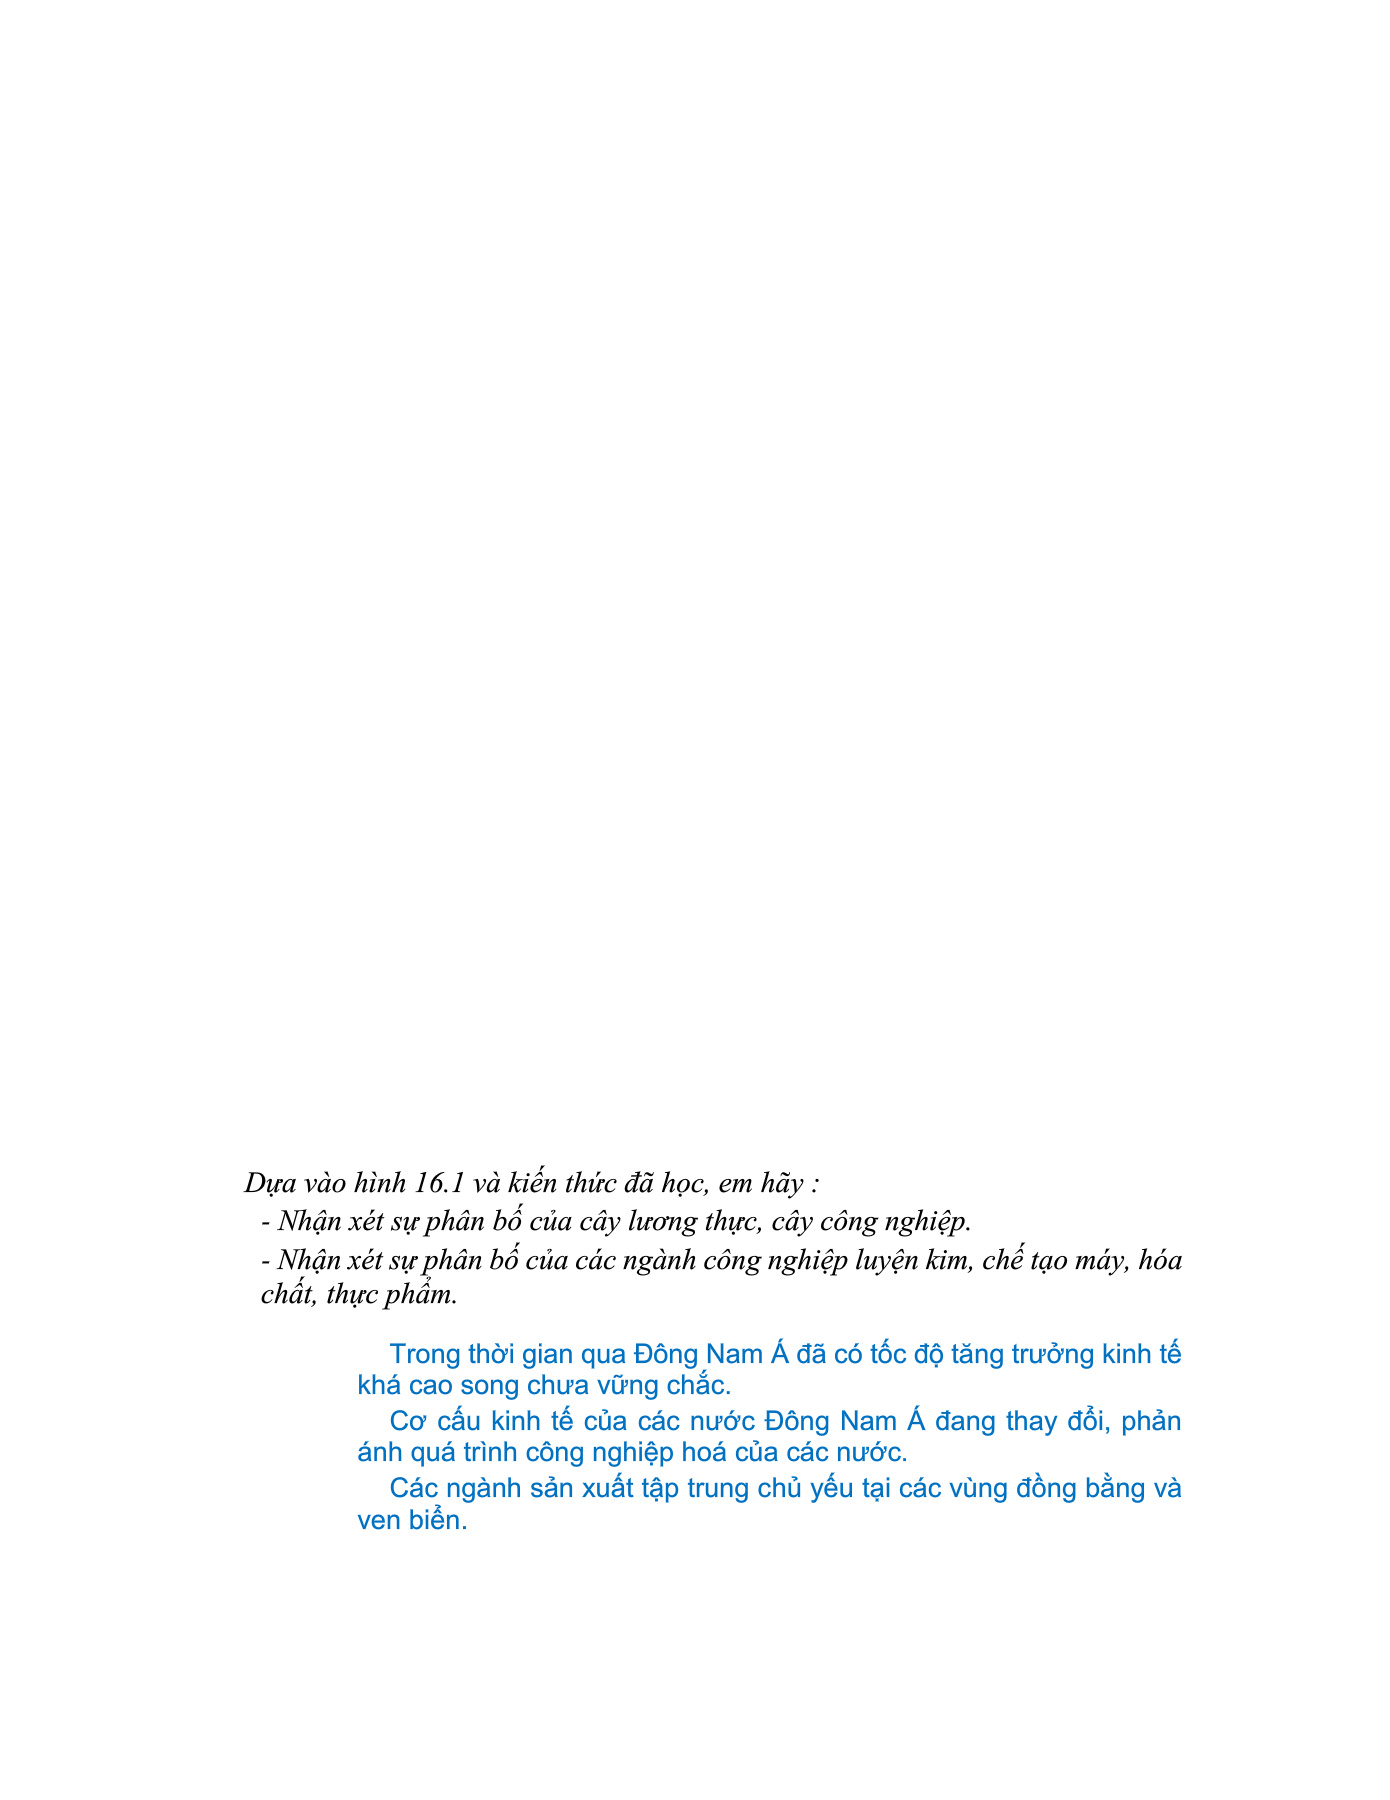 Dựa vào hình 16.1 và kiến thức đã học, em hãy :
- Nhận xét sự phân bố của cây lương thực, cây công nghiệp.
- Nhận xét sự phân bố của các ngành công nghiệp luyện kim, chế tạo máy, hóa
chất, thực phẩm.
Trong thời gian qua Đông Nam Á đã có tốc độ tăng trưởng kinh tế
khá cao song chưa vững chắc.
Cơ cấu kinh tế của các nước Đông Nam Á đang thay đổi, phản
ánh quá trình công nghiệp hoá của các nước.
Các ngành sản xuất tập trung chủ yếu tại các vùng đồng bằng và
ven biển.